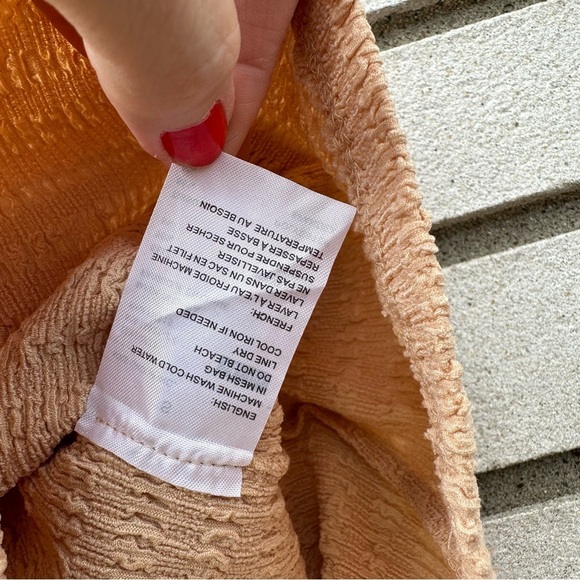 ENGLISH:
MACHINE WASH COLD WATER
IN MESH BAG
DO NOT BLEACH
LINE DRY
COOL IRON IF NEEDED
FRENCH:
LAVER À L'EAU FROIDE MACHINE
LAVER DANS UN SAC EN FILET
NE PAS JAVELLISER
SUSPENDRE POUR SÉCHER
REPASSER À BASSE
TEMPERATURE AU BESOIN